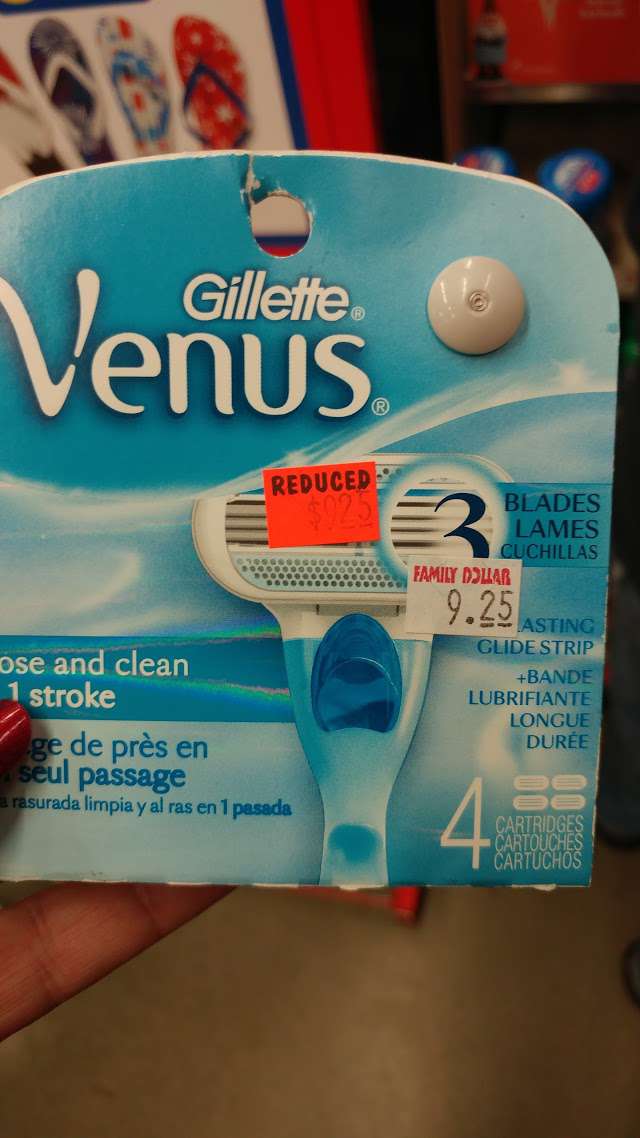 Gillette®
Venus®
REDUCED
$9.25
3
BLADES
LAMES
CUCHILLAS
FAMILY DOLLAR
9.25
LASTING
GLIDE STRIP
+BANDE
LUBRIFIANTE
LONGUE
DURÉE
ose and clean
1 stroke
ge de près en
seul passage
a rasurada limpia y al ras en 1 pasada
4
CARTRIDGES
CARTOUCHES
CARTUCHOS